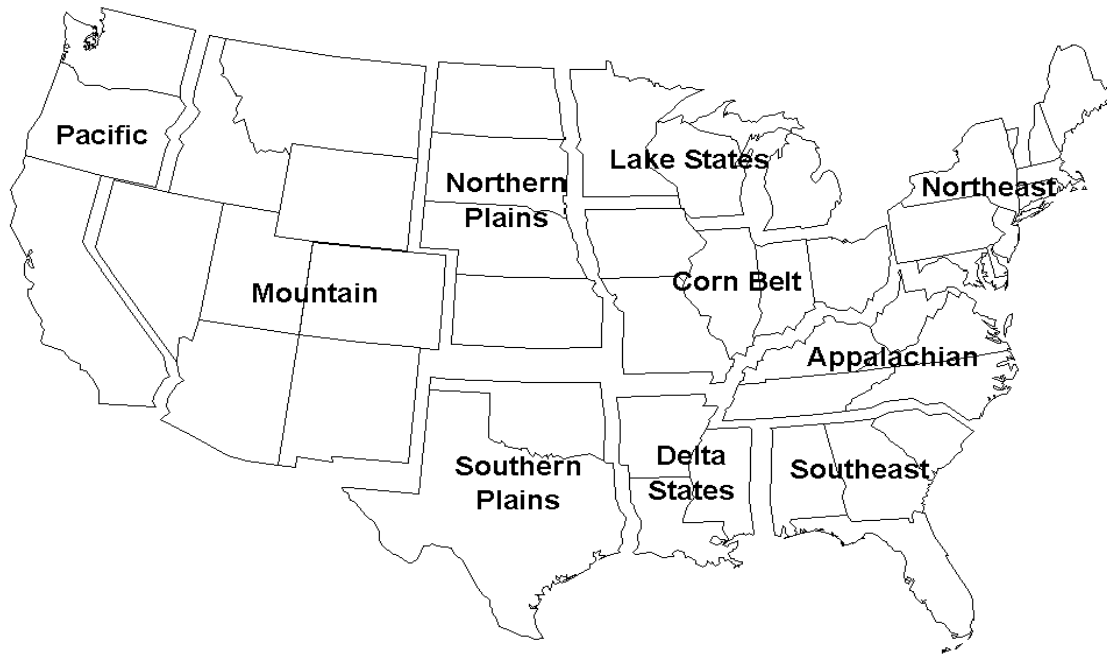 Pacific
Lake States
Northern
Plains
Northeast
Mountain
Corn Belt
Appalachian
Southern
Plains
Delta
States
Southeast